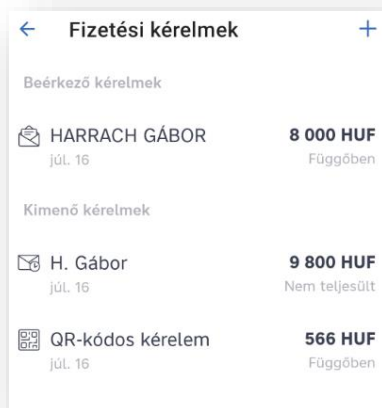 Fizetési kérelmek
Beérkező kérelmek
HARRACH GÁBOR 8 000 HUF
júl. 16 Függőben
Kimenő kérelmek
H. Gábor 9 800 HUF
júl. 16 Nem teljesült
QR-kódos kérelem 566 HUF
júl. 16 Függőben